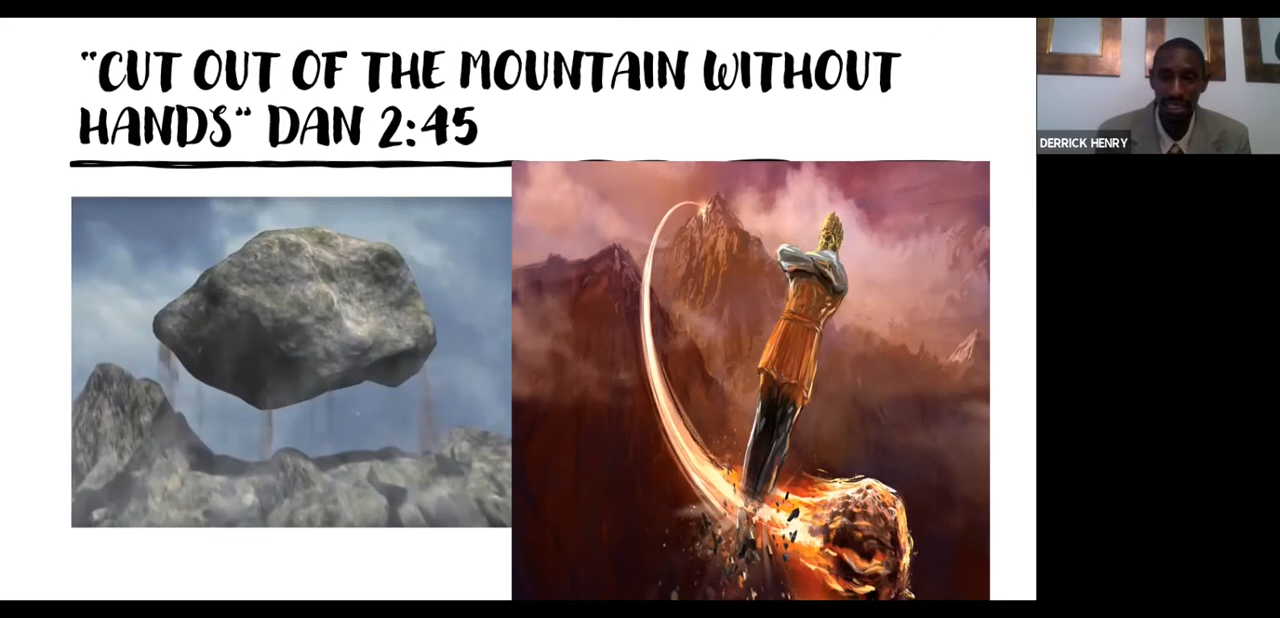 “CUT OUT OF THE MOUNTAIN WITHOUT
HANDS“ DAN 2:45
DERRICK HENRY